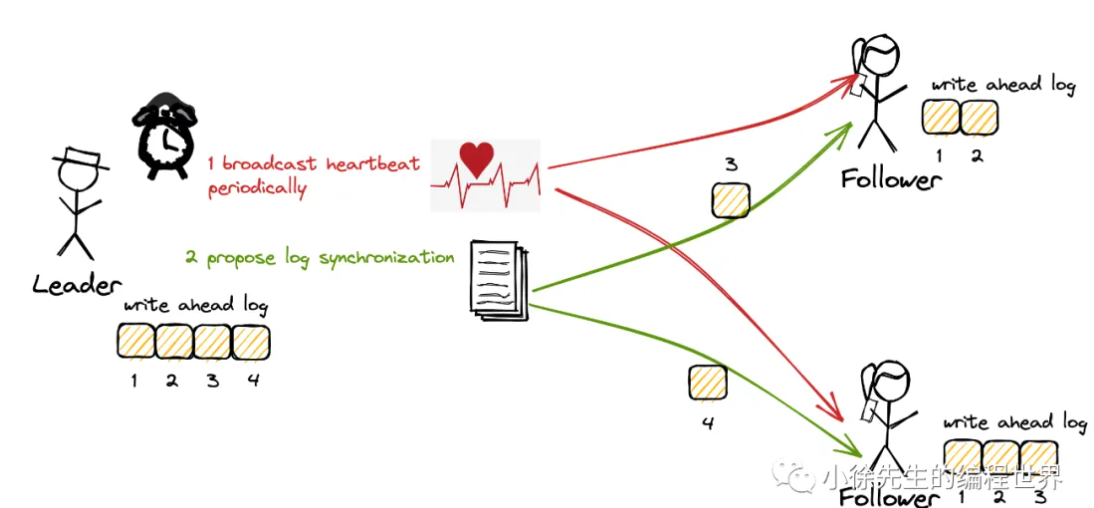 write ahead log
1 2
Follower
1 broadcast heartbeat
periodically
3
2 propose log synchronization
Leader
write ahead log
1 2 3 4
4
write ahead log
小徐先生的编程世界
Follower
1 2 3